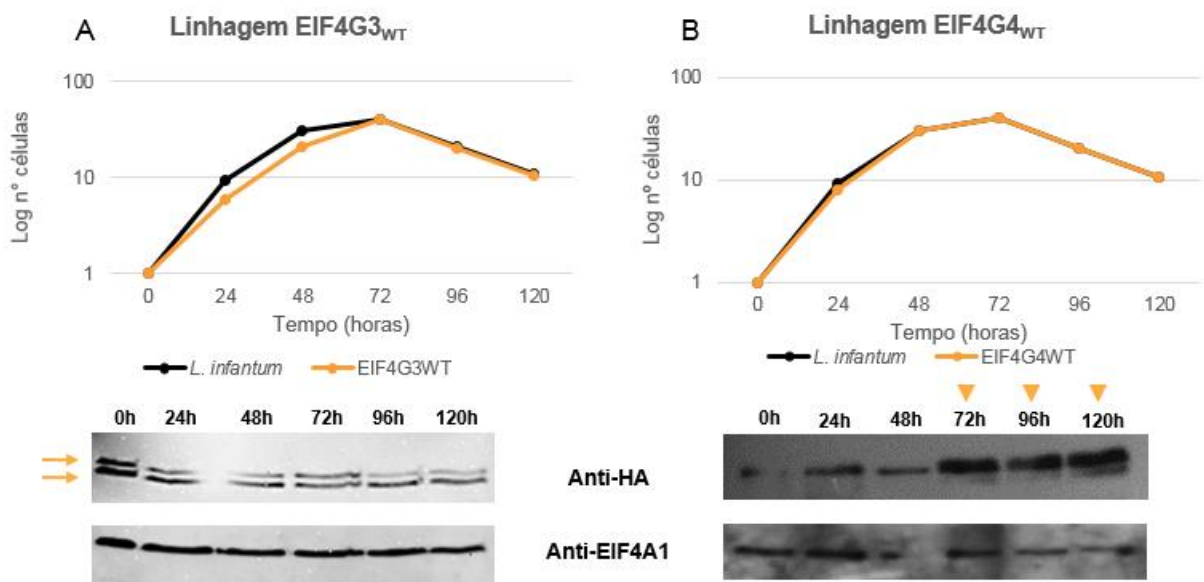 A
Linhagem EIF4G3WT
100
10
1
Log nº células
0 24 48 72 96 120
Tempo (horas)
L. infantum EIF4G3WT
0h 24h 48h 72h 96h 120h
B
Linhagem EIF4G4WT
100
10
1
Log nº células
0 24 48 72 96 120
Tempo (horas)
L. infantum EIF4G4WT
0h 24h 48h 72h 96h 120h
Anti-HA
Anti-EIF4A1